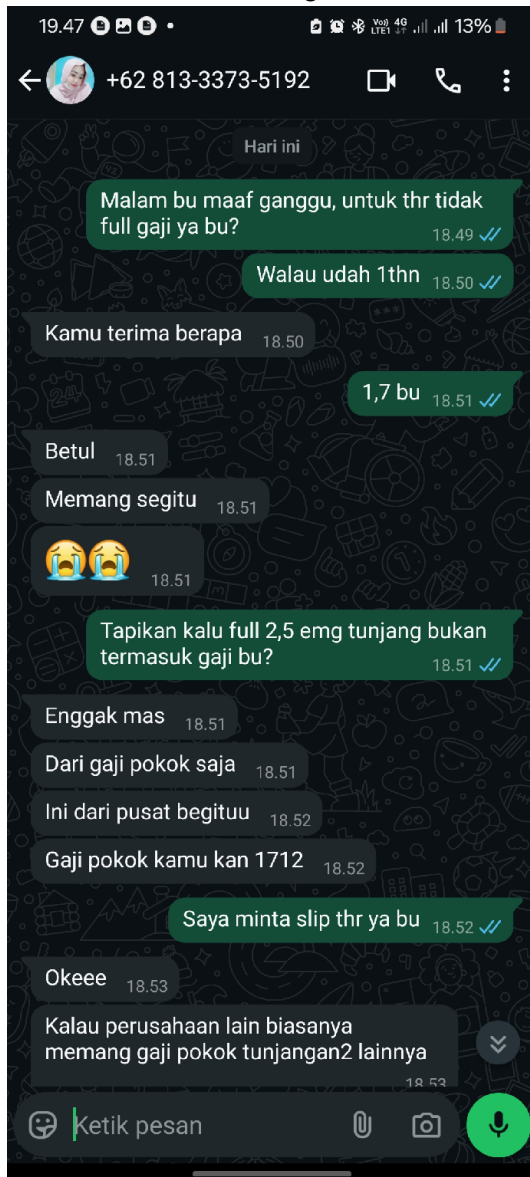 19.47
Voo) 4G LTE1 13%
+62 813-3373-5192
Hari ini
Malam bu maaf ganggu, untuk thr tidak
full gaji ya bu?
18.49
Walau udah 1thn 18.50
Kamu terima berapa 18.50
1,7 bu 18.51
Betul 18.51
Memang segitu 18.51
😭😭
18.51
Tapikan kalu full 2,5 emg tunjang bukan
termasuk gaji bu?
18.51
Enggak mas 18.51
Dari gaji pokok saja 18.51
Ini dari pusat begituu 18.52
Gaji pokok kamu kan 1712 18.52
Saya minta slip thr ya bu 18.52
Okeee 18.53
Kalau perusahaan lain biasanya
memang gaji pokok tunjangan2 lainnya
18.53
Ketik pesan